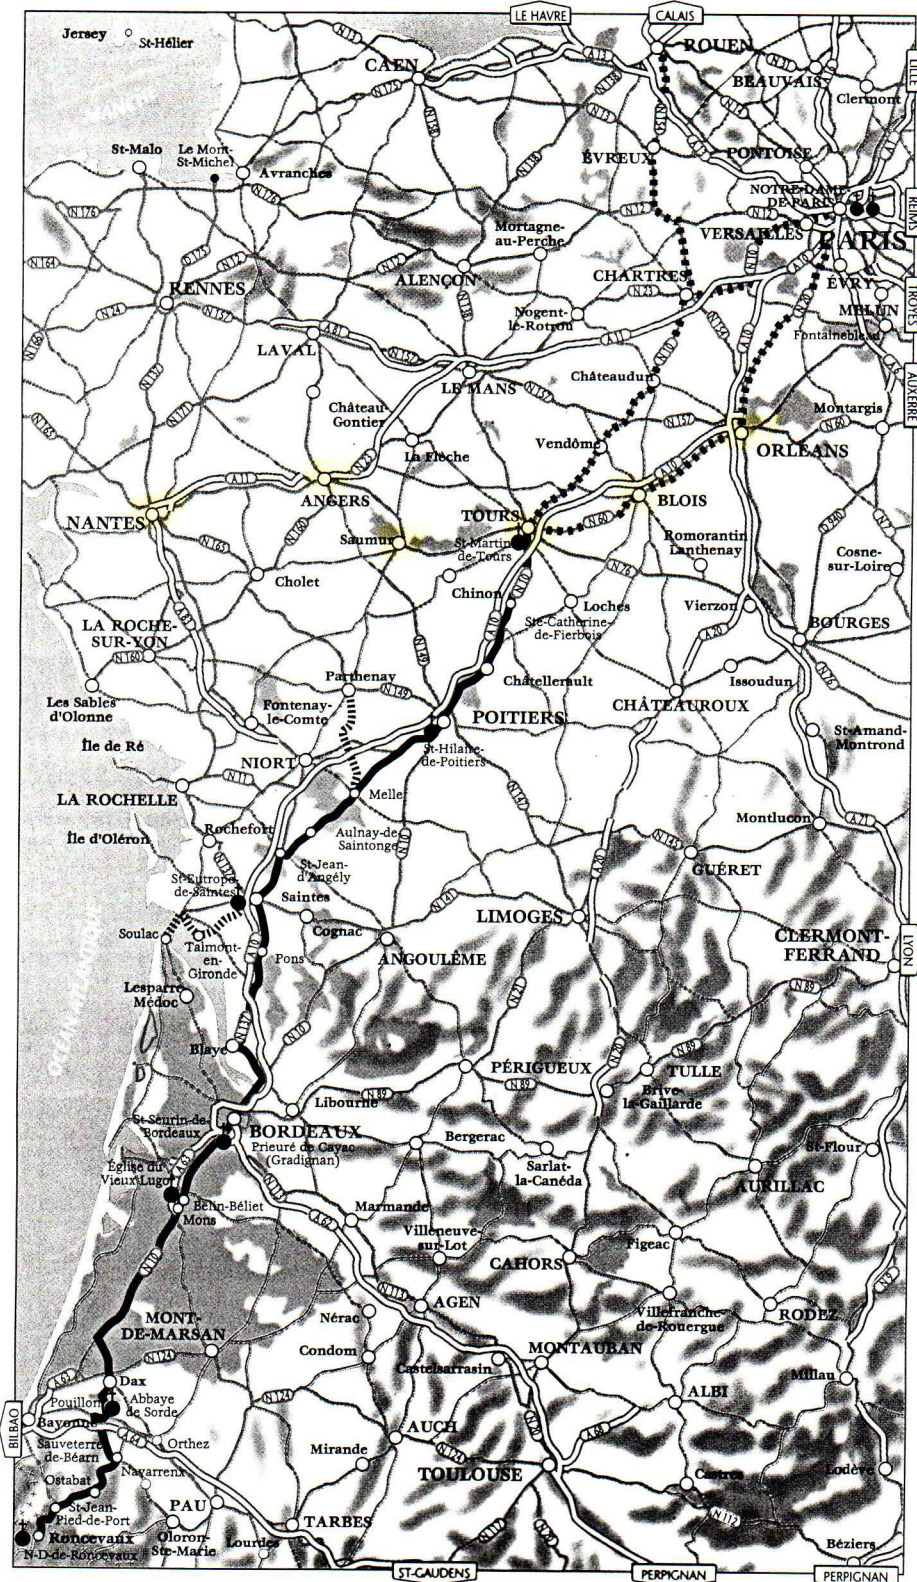 LE HAVRE
CALAIS
Jersey
St-Hélier
ROUEN
CAEN
BEAUVAIS
LILLE
Clermont
MANCHE
St-Malo
Le Mont-
St-Michel
Avranches
ÉVREUX
PONTOISE
NOTRE-DAME-
DE-PARIS
REIMS
VERSAILLES
PARIS
Mortagne-
au-Perche
ALENÇON
CHARTRES
ÉVRY
MELUN
TROYES
RENNES
Nogent-
le-Rotrou
Fontainebleau
LAVAL
LE MANS
Châteaudun
AUXERRE
Château-
Gontier
La Flèche
Vendôme
Montargis
ORLÉANS
ANGERS
BLOIS
NANTES
TOURS
Saumur
St-Martin
de-Tours
Romorantin
Lanthenay
Cosne-
sur-Loire
Cholet
Chinon
Loches
Ste-Catherine-
de-Fierbois
Vierzon
BOURGES
LA ROCHE-
SUR-YON
Parthenay
Châtellerault
Issoudun
CHÂTEAUROUX
Les Sables
d'Olonne
Fontenay-
le-Comte
POITIERS
St-Hilaire-
de-Poitiers
St-Amand-
Montrond
Île de Ré
NIORT
LA ROCHELLE
Melle
Montlucon
Île d'Oléron
Rochefort
Aulnay-de-
Saintonge
GUÉRET
St-Eutrope
de-Saintes
St-Jean-
d'Angély
Saintes
LIMOGES
Soulac
Talmont-
en-
Gironde
Cognac
ANGOULÊME
CLERMONT-
FERRAND
LYON
Pons
Lesparre
Médoc
OCÉAN ATLANTIQUE
Blaye
PÉRIGUEUX
TULLE
Brive-
la-Gaillarde
Libourne
St-Seurin-de-
Bordeaux
BORDEAUX
Prieuré de Cayac
(Gradignan)
Bergerac
Sarlat-
la-Canéda
St-Flour
AURILLAC
Église du
Vieux Lugo
Belin-Béliet
Mons
Marmande
Villeneuve-
sur-Lot
Figeac
CAHORS
AGEN
Nérac
Villefranche-
de-Rouergue
RODEZ
MONT-
DE-MARSAN
Condom
MONTAUBAN
Castelsarrasin
Millau
Dax
ALBI
Pouillon
Abbaye
de Sorde
BILBAO
Bayonne
AUCH
Sauveterre
de-Béarn
Orthez
Mirande
TOULOUSE
Castres
Lodève
Navarrenx
Ostabat
St-Jean-
Pied-de-Port
PAU
TARBES
Roncevaux
N-D-de-Roncevaux
Oloron-
Ste-Marie
Lourdes
Béziers
ST-GAUDENS
PERPIGNAN
PERPIGNAN